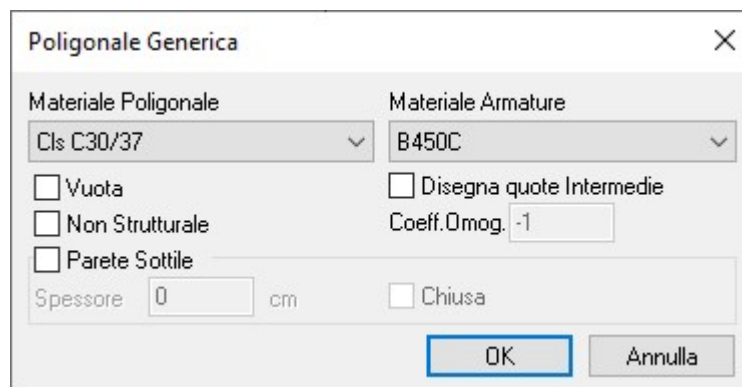 Poligonale Generica
Materiale Poligonale
Materiale Armature
Cls C30/37
B450C
Vuota
Disegna quote Intermedie
Non Strutturale
Coeff.Omog. -1
Parete Sottile
Spessore 0 cm
Chiusa
OK
Annulla